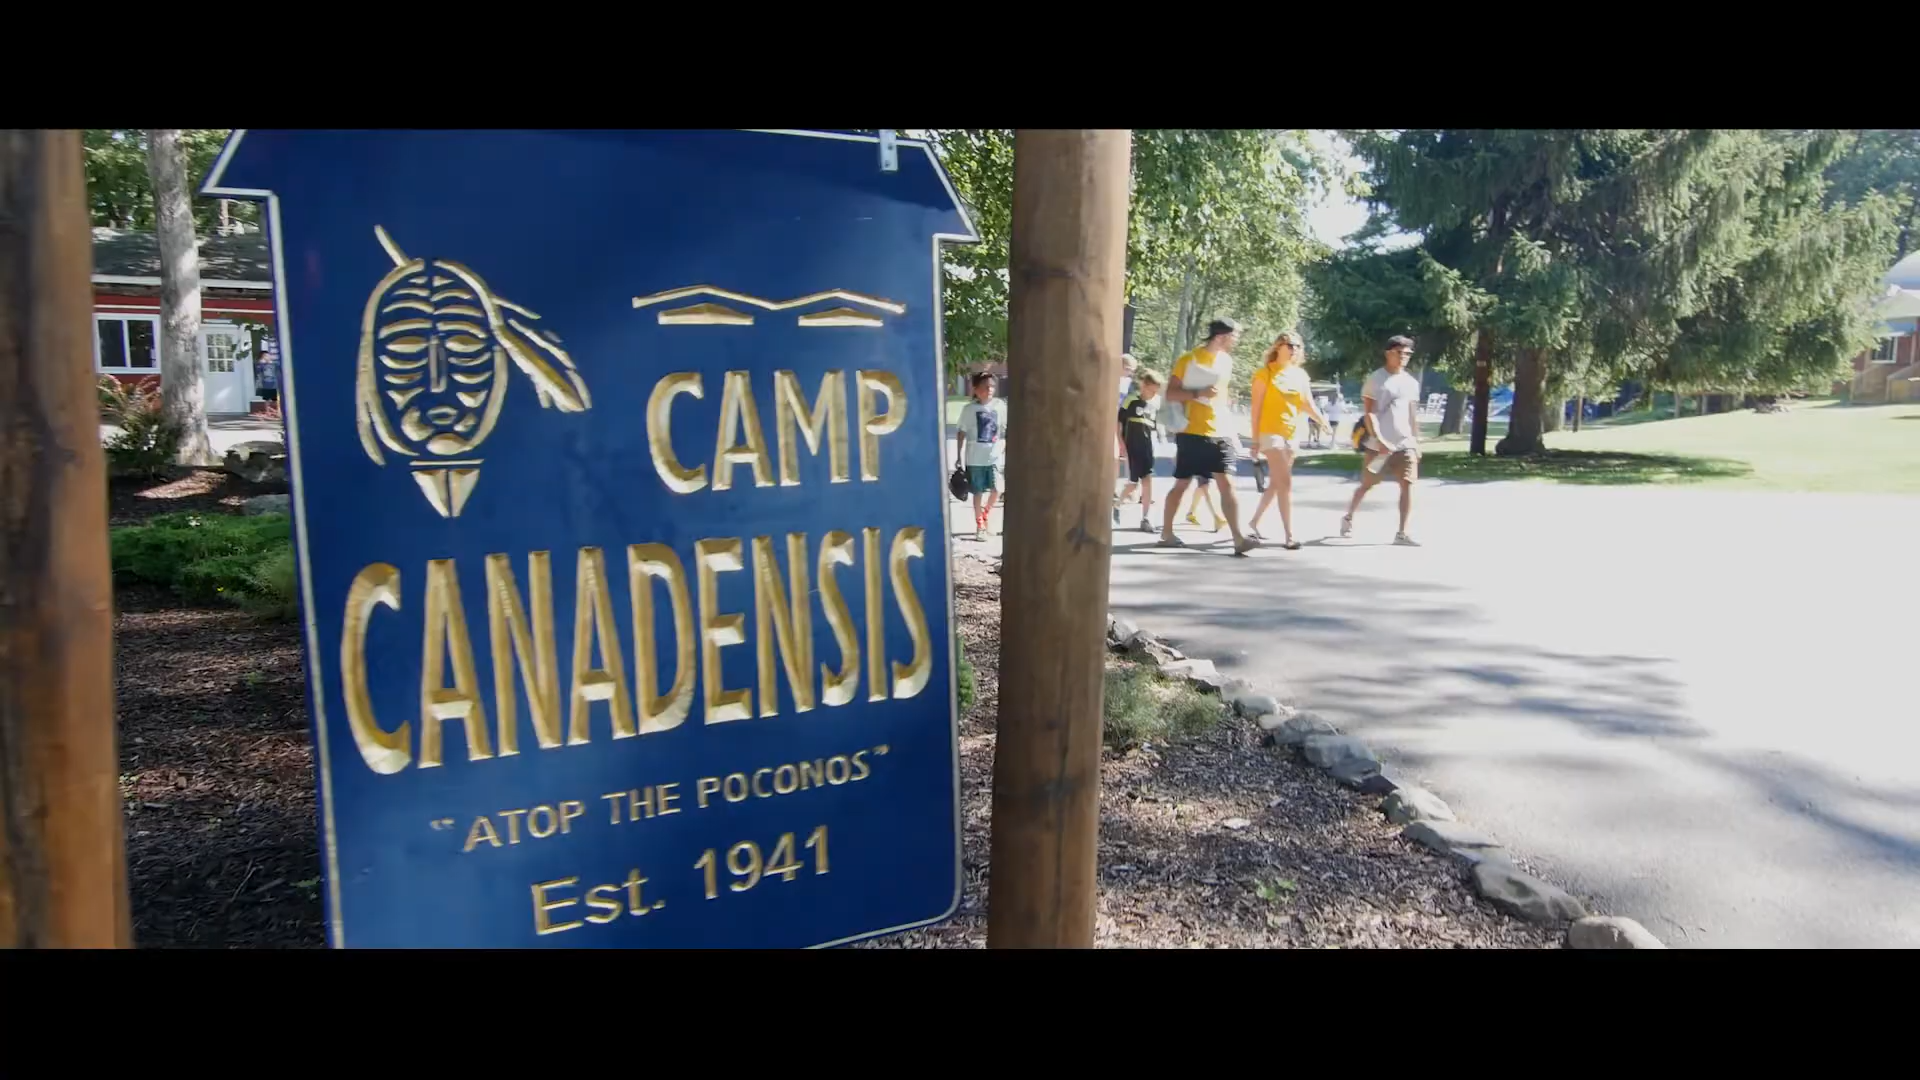 CAMP
CANADENSIS
"ATOP THE POCONOS"
Est. 1941